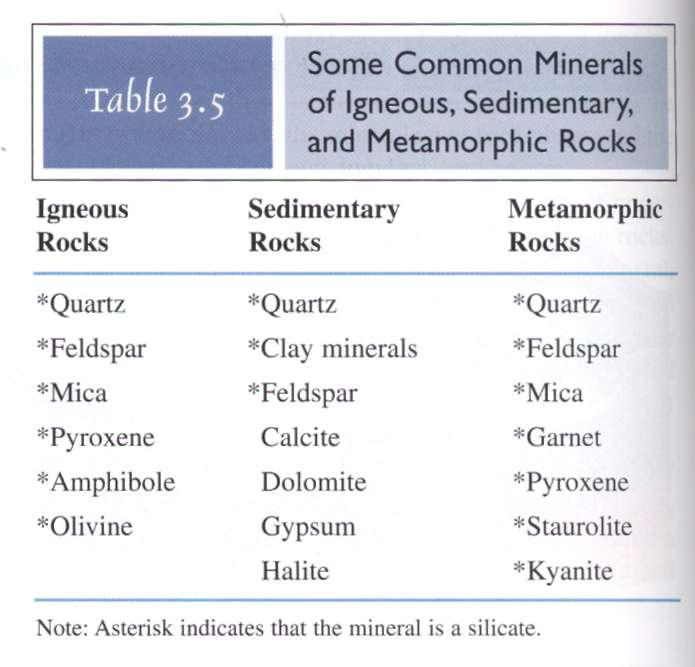 Table 3.5
Some Common Minerals
of Igneous, Sedimentary,
and Metamorphic Rocks
Igneous Rocks
Sedimentary Rocks
Metamorphic Rocks
*Quartz *Quartz *Quartz
*Feldspar *Clay minerals *Feldspar
*Mica *Feldspar *Mica
*Pyroxene Calcite *Garnet
*Amphibole Dolomite *Pyroxene
*Olivine Gypsum *Staurolite
Halite *Kyanite
Note: Asterisk indicates that the mineral is a silicate.